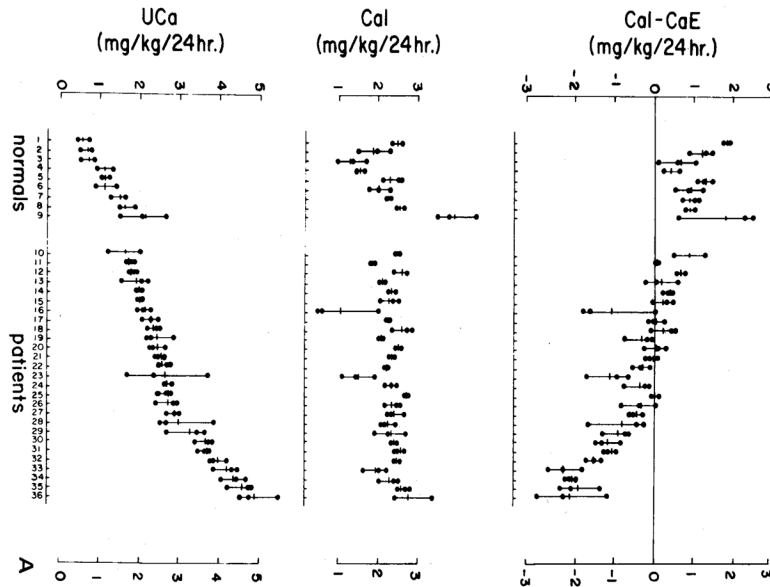 UCa
(mg/kg/24hr.)
CaI
(mg/kg/24hr.)
CaI-CaE
(mg/kg/24hr.)
0 1 2 3 4 5
1 2 3
-3 -2 -1 0 1 2 3
normals
1
2
3
4
5
6
7
8
9
patients
10
11
12
13
14
15
16
17
18
19
20
21
22
23
24
25
26
27
28
29
30
31
32
33
34
35
36
0 1 2 3 4 5
1 2 3
-2 -1 0 1 2 3
A